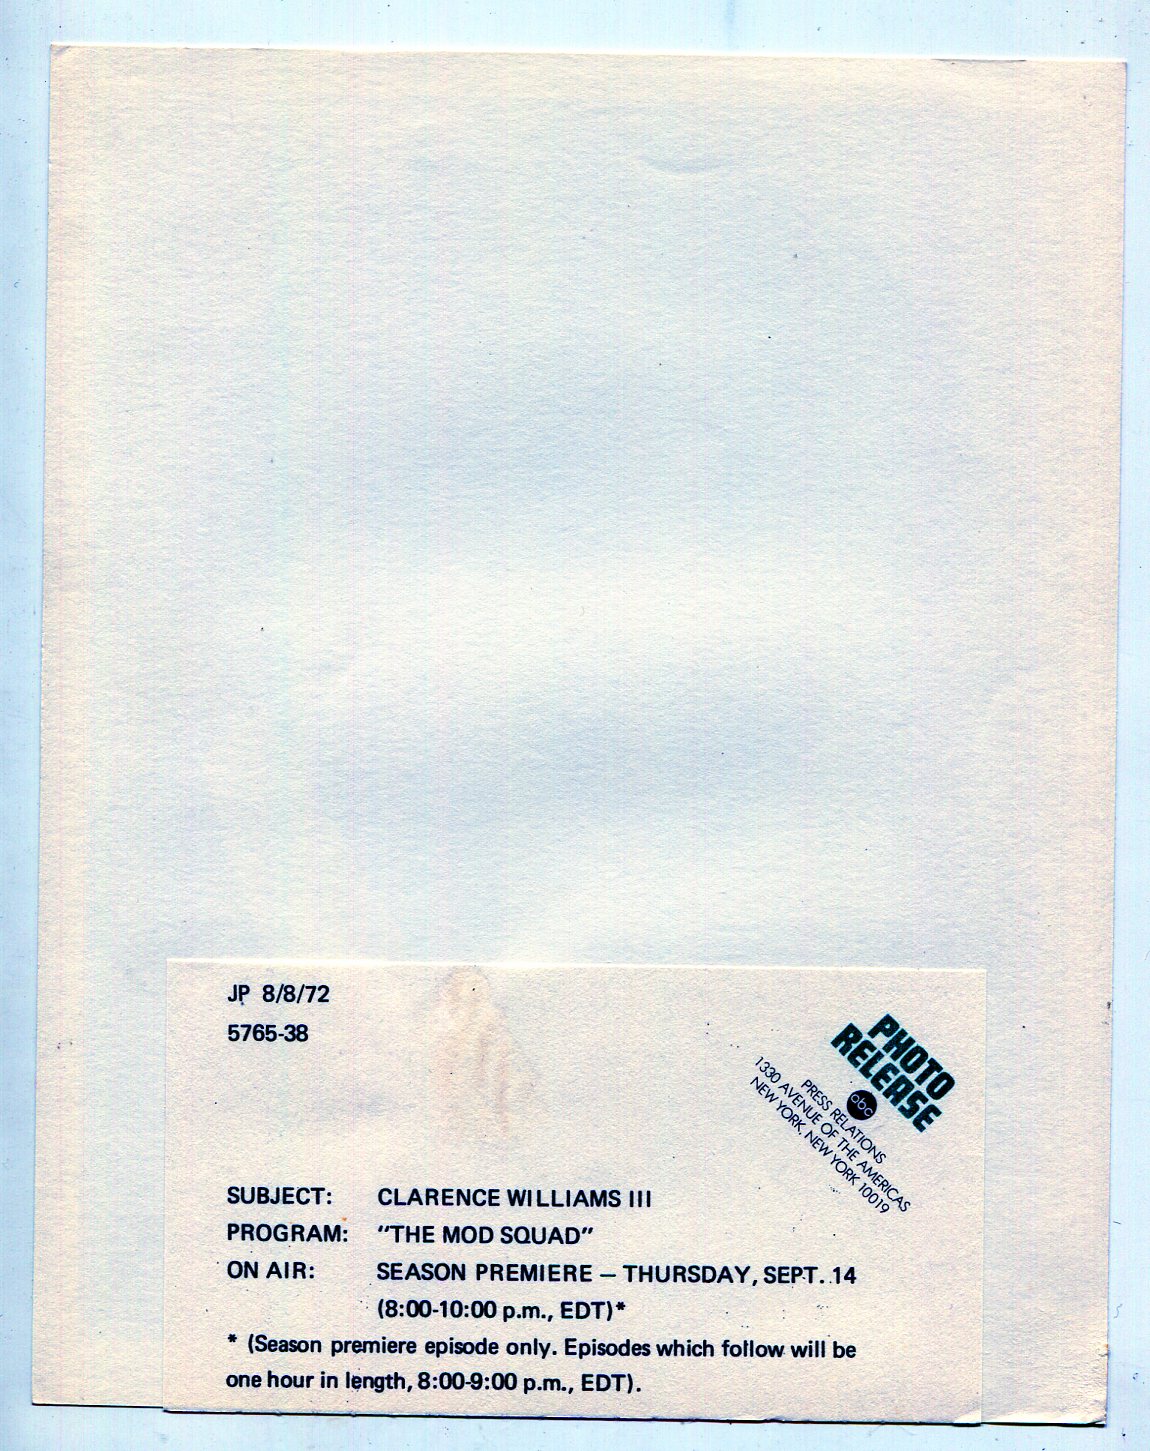 JP 8/8/72
5765-38
PHOTO
RELEASE
abc
PRESS RELATIONS
1330 AVENUE OF THE AMERICAS
NEW YORK, NEW YORK 10019
SUBJECT: CLARENCE WILLIAMS III
PROGRAM: "THE MOD SQUAD"
ON AIR: SEASON PREMIERE – THURSDAY, SEPT. 14
(8:00-10:00 p.m., EDT)*
* (Season premiere episode only. Episodes which follow will be
one hour in length, 8:00-9:00 p.m., EDT).